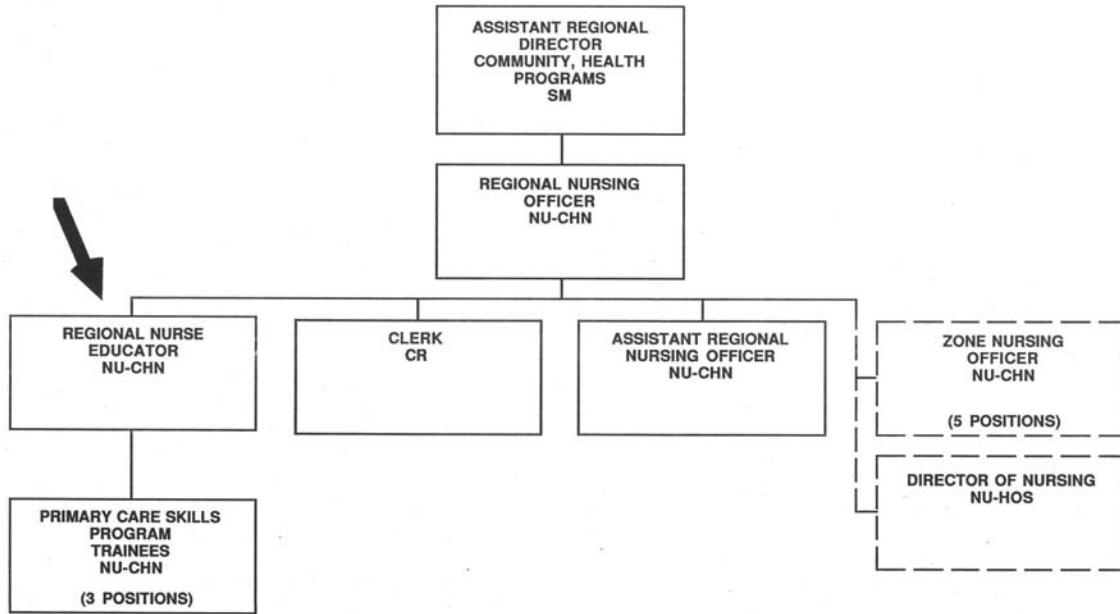 ASSISTANT REGIONAL
DIRECTOR
COMMUNITY, HEALTH
PROGRAMS
SM
REGIONAL NURSING
OFFICER
NU-CHN
REGIONAL NURSE
EDUCATOR
NU-CHN
CLERK
CR
ASSISTANT REGIONAL
NURSING OFFICER
NU-CHN
ZONE NURSING
OFFICER
NU-CHN
(5 POSITIONS)
DIRECTOR OF NURSING
NU-HOS
PRIMARY CARE SKILLS
PROGRAM
TRAINEES
NU-CHN
(3 POSITIONS)